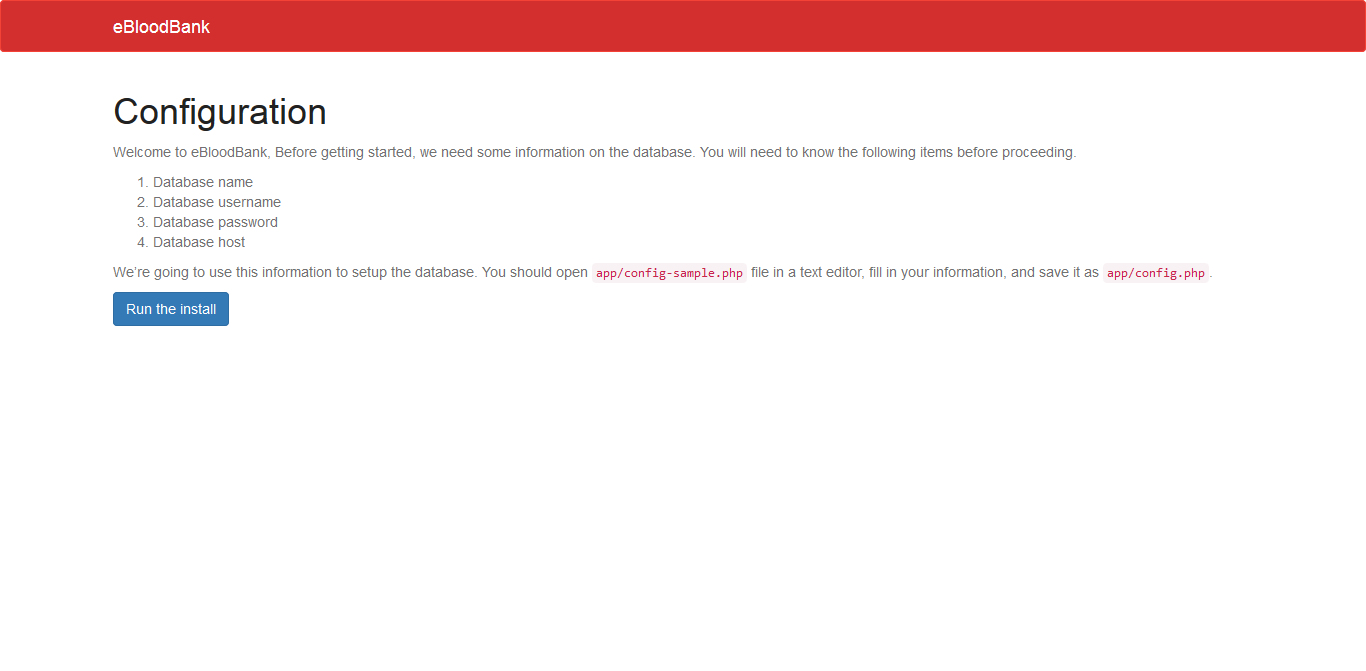 eBloodBank
Configuration
Welcome to eBloodBank, Before getting started, we need some information on the database. You will need to know the following items before proceeding.
1. Database name
2. Database username
3. Database password
4. Database host
We’re going to use this information to setup the database. You should open app/config-sample.php file in a text editor, fill in your information, and save it as app/config.php.
Run the install